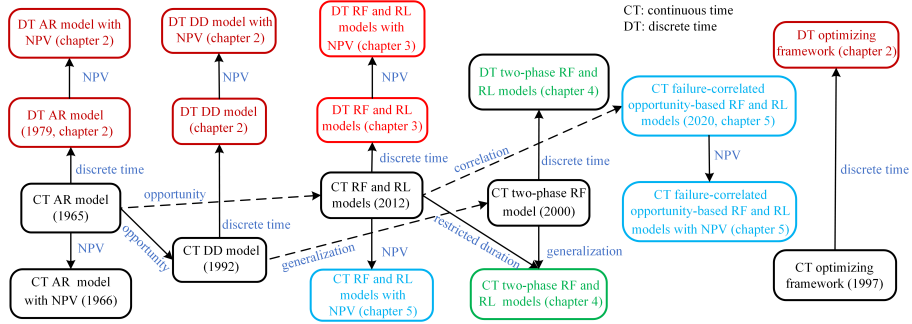 CT: continuous time
DT: discrete time
DT AR model with
NPV (chapter 2)
DT DD model with
NPV (chapter 2)
DT RF and RL
models with
NPV (chapter 3)
DT optimizing
framework (chapter 2)
NPV
NPV
NPV
DT two-phase RF and
RL models (chapter 4)
DT AR model
(1979, chapter 2)
DT DD model
(chapter 2)
DT RF and RL
models (chapter 3)
CT failure-correlated
opportunity-based RF and RL
models (2020, chapter 5)
discrete time
discrete time
correlation
discrete time
NPV
discrete time
CT AR model
(1965)
opportunity
CT RF and RL
models (2012)
CT two-phase RF
model (2000)
CT failure-correlated
opportunity-based RF and RL
models with NPV (chapter 5)
discrete time
NPV
opportunity
CT DD model
(1992)
generalization
NPV
restricted duration
generalization
CT AR  model
with NPV (1966)
CT RF and RL
models with
NPV (chapter 5)
CT two-phase RF and
RL  models (chapter 4)
CT optimizing
framework (1997)